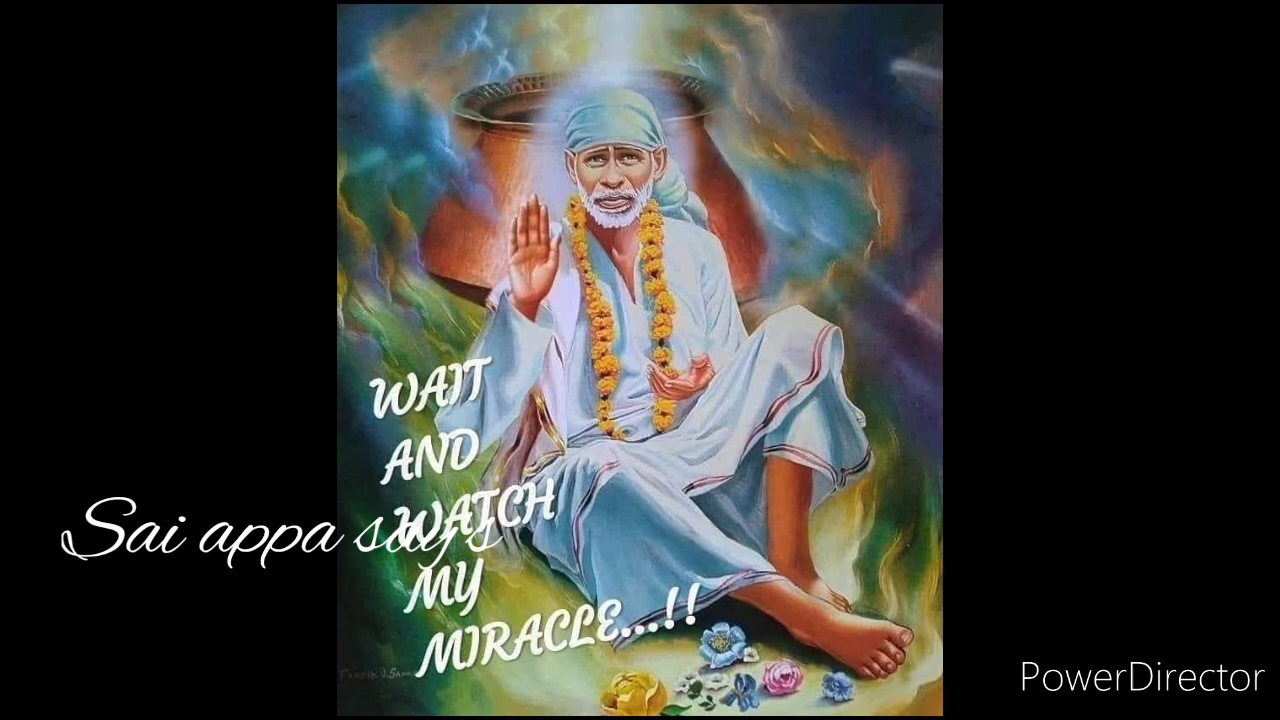 WAIT
AND
WATCH
MY
MIRACLE...!!
Sai appa says
PowerDirector